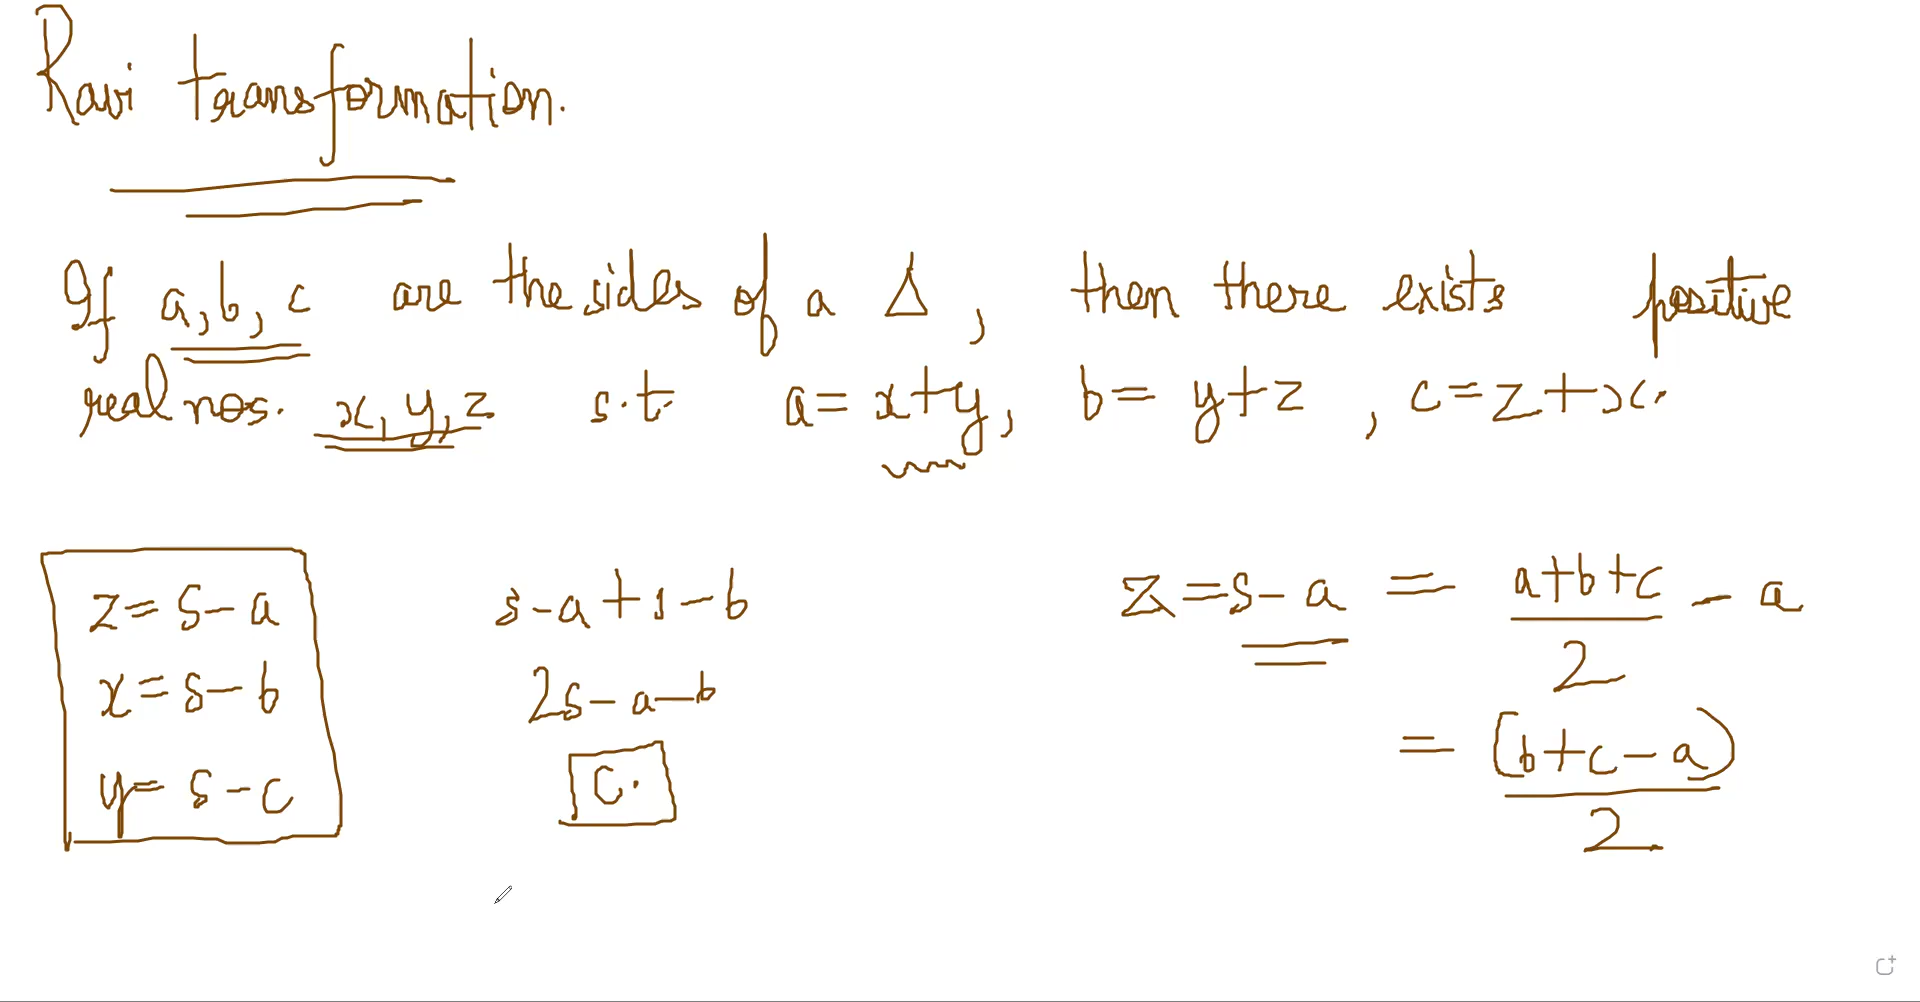 Ravi transformation.
If a, b, c are the sides of a Δ, then there exists positive
real nos. x, y, z s.t. a = x+y, b = y+z, c = z+x.
z = s-a
x = s-b
y = s-c
s-a+s-b
2s-a-b
c.
z = s-a = (a+b+c)/2 - a
= (b+c-a)/2